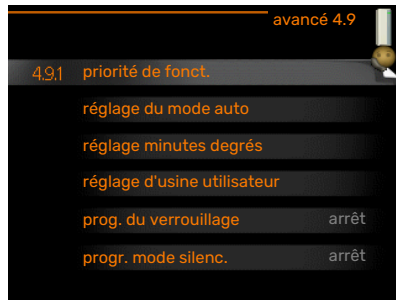 avancé 4.9
4.9.1 priorité de fonct.
réglage du mode auto
réglage minutes degrés
réglage d'usine utilisateur
prog. du verrouillage arrêt
progr. mode silenc. arrêt